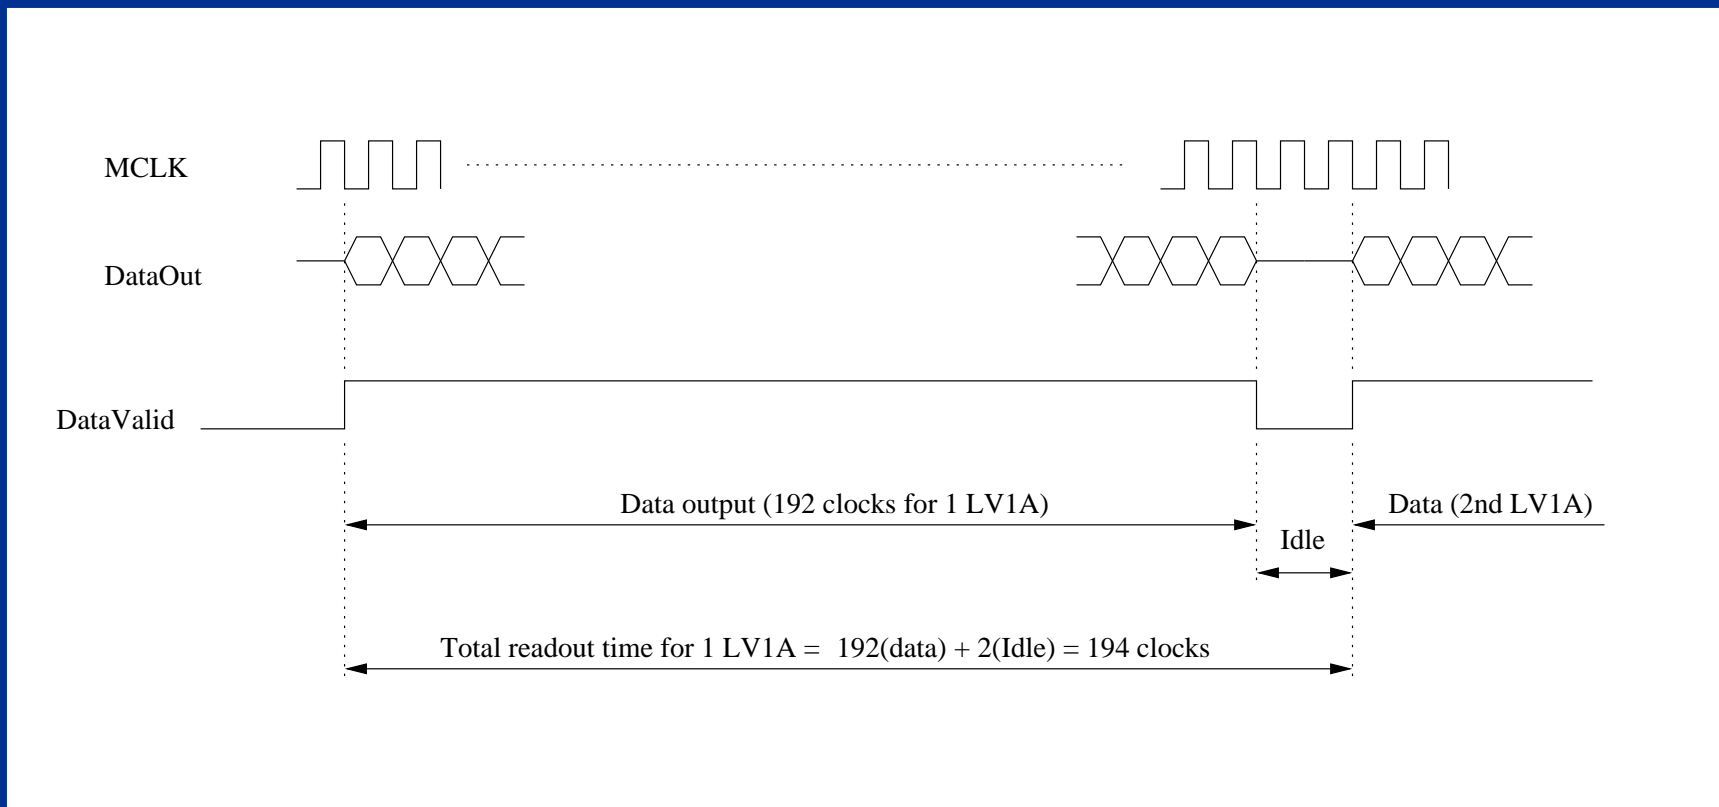 MCLK
DataOut
DataValid
Data output (192 clocks for 1 LV1A)
Data (2nd LV1A)
Idle
Total readout time for 1 LV1A = 192(data) + 2(Idle) = 194 clocks